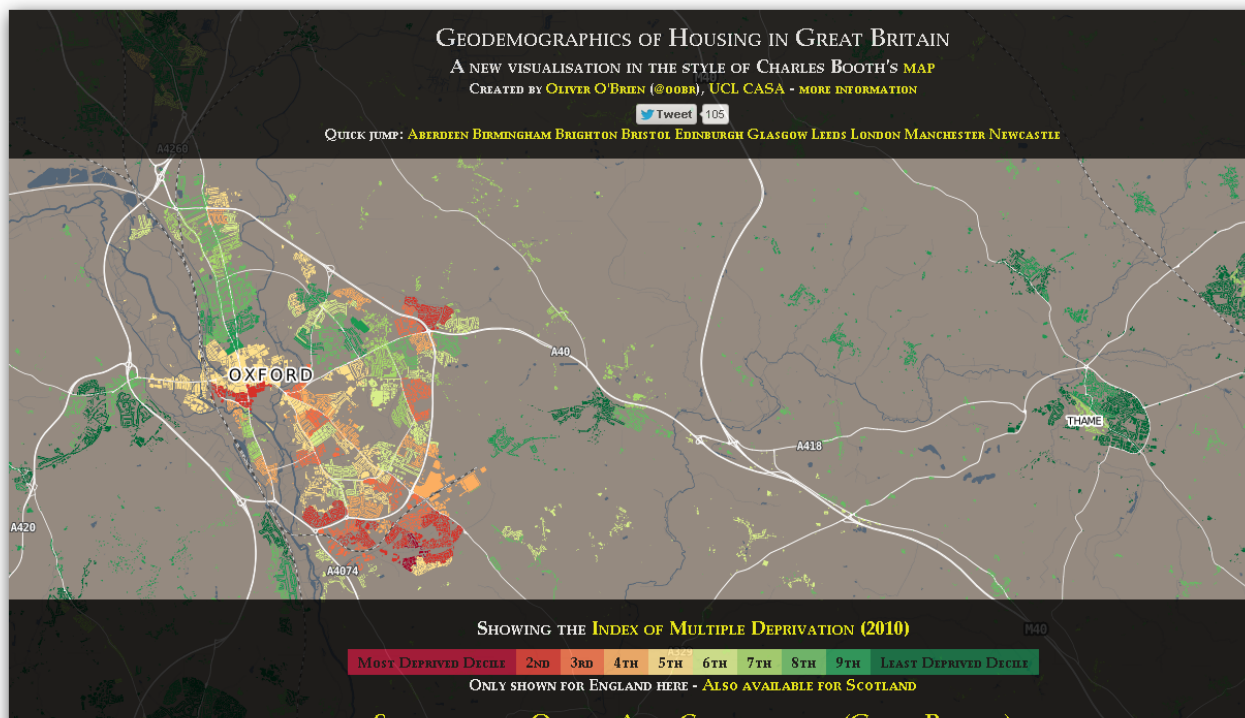 Geodemographics of Housing in Great Britain
A new visualisation in the style of Charles Booth's map
Created by Oliver O'Brien (@oobr), UCL CASA - more information
Tweet 105
Quick jump: Aberdeen Birmingham Brighton Bristol Edinburgh Glasgow Leeds London Manchester Newcastle
M40
A4260
A40
OXFORD
THAME
A418
A420
A4074
Showing the Index of Multiple Deprivation (2010)
M40
A329
Most Deprived Decile 2nd 3rd 4th 5th 6th 7th 8th 9th Least Deprived Decile
Only shown for England here - Also available for Scotland